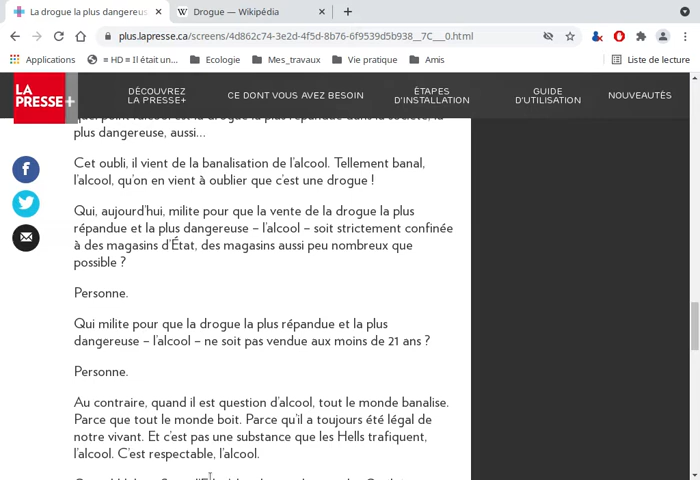 La drogue la plus dangereus
Drogue — Wikipédia
plus.lapresse.ca/screens/4d862c74-3e2d-4f5d-8b76-6f9539d5b938__7C___0.html
Applications
= HD = Il était un...
Ecologie
Mes_travaux
Vie pratique
Amis
Liste de lecture
LA PRESSE+
DÉCOUVREZ LA PRESSE+
CE DONT VOUS AVEZ BESOIN
ÉTAPES D'INSTALLATION
GUIDE D'UTILISATION
NOUVEAUTÉS
plus dangereuse, aussi…
Cet oubli, il vient de la banalisation de l'alcool. Tellement banal,
l'alcool, qu'on en vient à oublier que c'est une drogue !
Qui, aujourd'hui, milite pour que la vente de la drogue la plus
répandue et la plus dangereuse – l'alcool – soit strictement confinée
à des magasins d'État, des magasins aussi peu nombreux que
possible ?
Personne.
Qui milite pour que la drogue la plus répandue et la plus
dangereuse – l'alcool – ne soit pas vendue aux moins de 21 ans ?
Personne.
Au contraire, quand il est question d'alcool, tout le monde banalise.
Parce que tout le monde boit. Parce qu'il a toujours été légal de
notre vivant. Et c'est pas une substance que les Hells trafiquent,
l'alcool. C'est respectable, l'alcool.